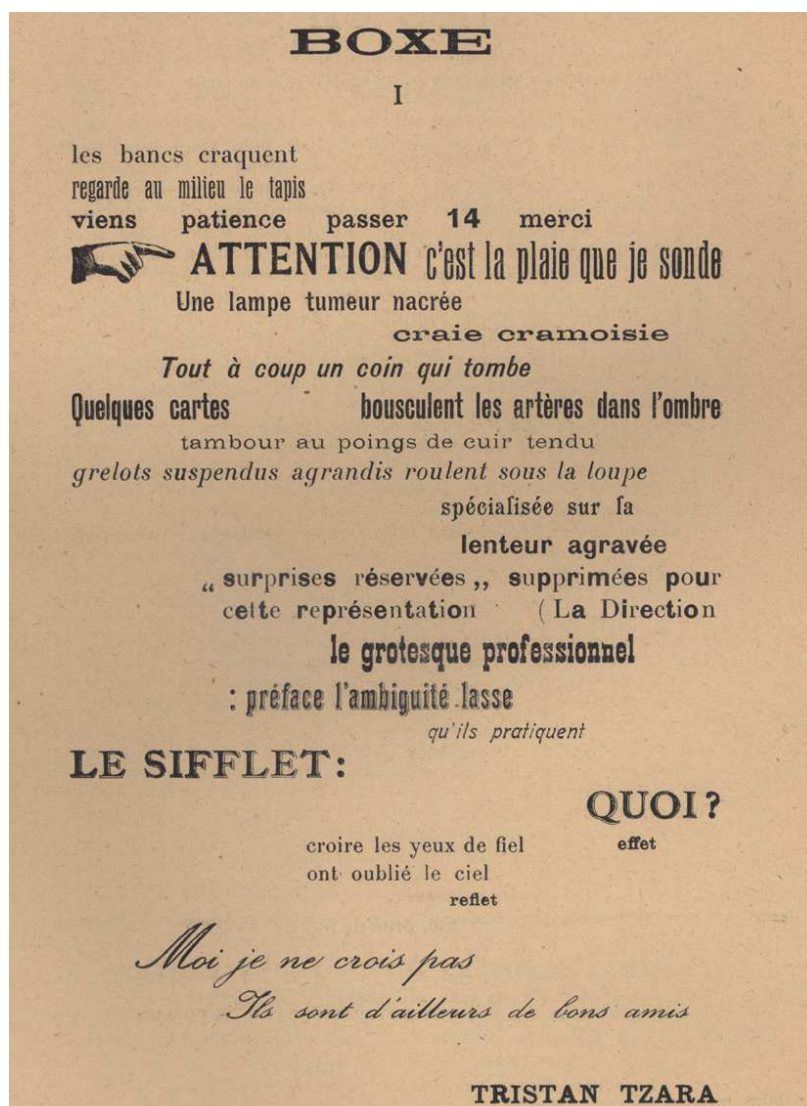 BOXE
I
les bancs craquent
regarde au milieu le tapis
viens patience passer 14 merci
ATTENTION c'est la plaie que je sonde
Une lampe tumeur nacrée
craie cramoisie
Tout à coup un coin qui tombe
Quelques cartes bousculent les artères dans l'ombre
tambour au poings de cuir tendu
grelots suspendus agrandis roulent sous la loupe
spécialisée sur la
lenteur agravée
„ surprises réservées „ supprimées pour
cette représentation (La Direction
le grotesque professionnel
: préface l'ambiguité lasse
qu'ils pratiquent
LE SIFFLET:
QUOI?
croire les yeux de fiel effet
ont oublié le ciel
reflet
Moi je ne crois pas
Ils sont d'ailleurs de bons amis
TRISTAN TZARA